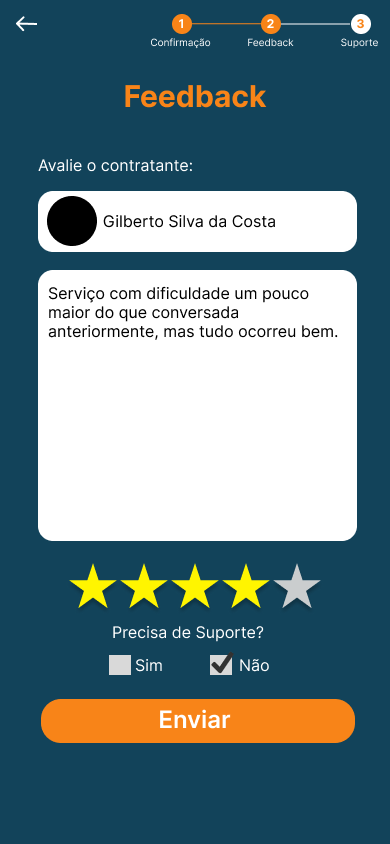 1 2 3
Confirmação Feedback Suporte
Feedback
Avalie o contratante:
Gilberto Silva da Costa
Serviço com dificuldade um pouco
maior do que conversada
anteriormente, mas tudo ocorreu bem.
Precisa de Suporte?
Sim Não
Enviar